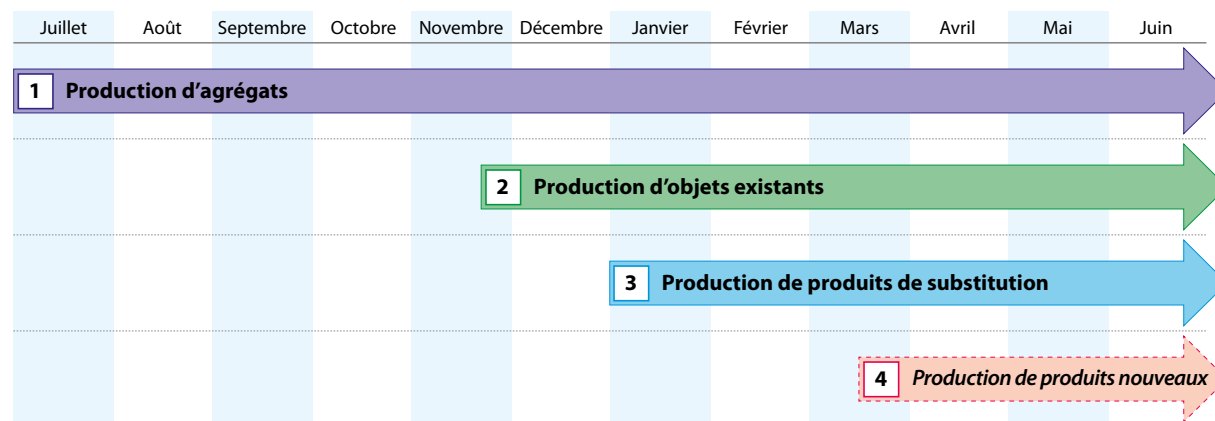 Juillet Août Septembre Octobre Novembre Décembre Janvier Février Mars Avril Mai Juin
1 Production d’agrégats
2 Production d’objets existants
3 Production de produits de substitution
4 Production de produits nouveaux